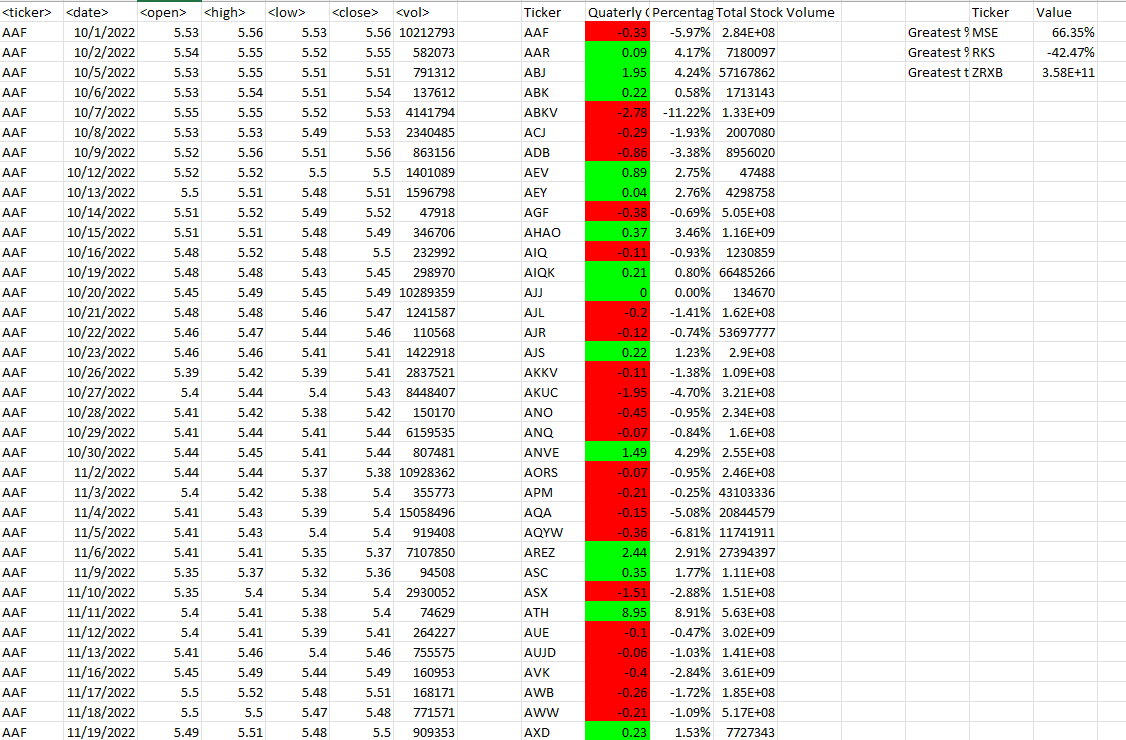 <ticker> <date> <open> <high> <low> <close> <vol> Ticker Quaterly ( Percentag Total Stock Volume Ticker Value
AAF 10/1/2022 5.53 5.56 5.53 5.56 10212793 AAF -0.33 -5.97% 2.84E+08 Greatest % MSE 66.35%
AAF 10/2/2022 5.54 5.55 5.52 5.55 582073 AAR 0.09 4.17% 7180097 Greatest % RKS -42.47%
AAF 10/5/2022 5.53 5.55 5.51 5.51 791312 ABJ 1.95 4.24% 57167862 Greatest t ZRXB 3.58E+11
AAF 10/6/2022 5.53 5.54 5.51 5.54 137612 ABK 0.22 0.58% 1713143
AAF 10/7/2022 5.55 5.55 5.52 5.53 4141794 ABKV -2.78 -11.22% 1.33E+09
AAF 10/8/2022 5.53 5.53 5.49 5.53 2340485 ACJ -0.29 -1.93% 2007080
AAF 10/9/2022 5.52 5.56 5.51 5.56 863156 ADB -0.86 -3.38% 8956020
AAF 10/12/2022 5.52 5.52 5.5 5.5 1401089 AEV 0.89 2.75% 47488
AAF 10/13/2022 5.5 5.51 5.48 5.51 1596798 AEY 0.04 2.76% 4298758
AAF 10/14/2022 5.51 5.52 5.49 5.52 47918 AGF -0.38 -0.69% 5.05E+08
AAF 10/15/2022 5.51 5.51 5.48 5.49 346706 AHAO 0.37 3.46% 1.16E+09
AAF 10/16/2022 5.48 5.52 5.48 5.5 232992 AIQ -0.11 -0.93% 1230859
AAF 10/19/2022 5.48 5.48 5.43 5.45 298970 AIQK 0.21 0.80% 66485266
AAF 10/20/2022 5.45 5.49 5.45 5.49 10289359 AJJ 0 0.00% 134670
AAF 10/21/2022 5.48 5.48 5.46 5.47 1241587 AJL -0.2 -1.41% 1.62E+08
AAF 10/22/2022 5.46 5.47 5.44 5.46 110568 AJR -0.12 -0.74% 53697777
AAF 10/23/2022 5.46 5.46 5.41 5.41 1422918 AJS 0.22 1.23% 2.9E+08
AAF 10/26/2022 5.39 5.42 5.39 5.41 2837521 AKKV -0.11 -1.38% 1.09E+08
AAF 10/27/2022 5.4 5.44 5.4 5.43 8448407 AKUC -1.95 -4.70% 3.21E+08
AAF 10/28/2022 5.41 5.42 5.38 5.42 150170 ANO -0.45 -0.95% 2.34E+08
AAF 10/29/2022 5.41 5.44 5.41 5.44 6159535 ANQ -0.07 -0.84% 1.6E+08
AAF 10/30/2022 5.44 5.45 5.41 5.44 807481 ANVE 1.49 4.29% 2.55E+08
AAF 11/2/2022 5.44 5.44 5.37 5.38 10928362 AORS -0.07 -0.95% 2.46E+08
AAF 11/3/2022 5.4 5.42 5.38 5.4 355773 APM -0.21 -0.25% 43103336
AAF 11/4/2022 5.41 5.43 5.39 5.4 15058496 AQA -0.15 -5.08% 20844579
AAF 11/5/2022 5.41 5.43 5.4 5.4 919408 AQYW -0.36 -6.81% 11741911
AAF 11/6/2022 5.41 5.41 5.35 5.37 7107850 AREZ 2.44 2.91% 27394397
AAF 11/9/2022 5.35 5.37 5.32 5.36 94508 ASC 0.35 1.77% 1.11E+08
AAF 11/10/2022 5.35 5.4 5.34 5.4 2930052 ASX -1.51 -2.88% 1.51E+08
AAF 11/11/2022 5.4 5.41 5.38 5.4 74629 ATH 8.95 8.91% 5.63E+08
AAF 11/12/2022 5.4 5.41 5.39 5.41 264227 AUE -0.1 -0.47% 3.02E+09
AAF 11/13/2022 5.41 5.46 5.4 5.46 755575 AUJD -0.06 -1.03% 1.41E+08
AAF 11/16/2022 5.45 5.49 5.44 5.49 160953 AVK -0.4 -2.84% 3.61E+09
AAF 11/17/2022 5.5 5.52 5.48 5.51 168171 AWB -0.26 -1.72% 1.85E+08
AAF 11/18/2022 5.5 5.5 5.47 5.48 771571 AWW -0.21 -1.09% 5.17E+08
AAF 11/19/2022 5.49 5.51 5.48 5.5 909353 AXD 0.23 1.53% 7727343